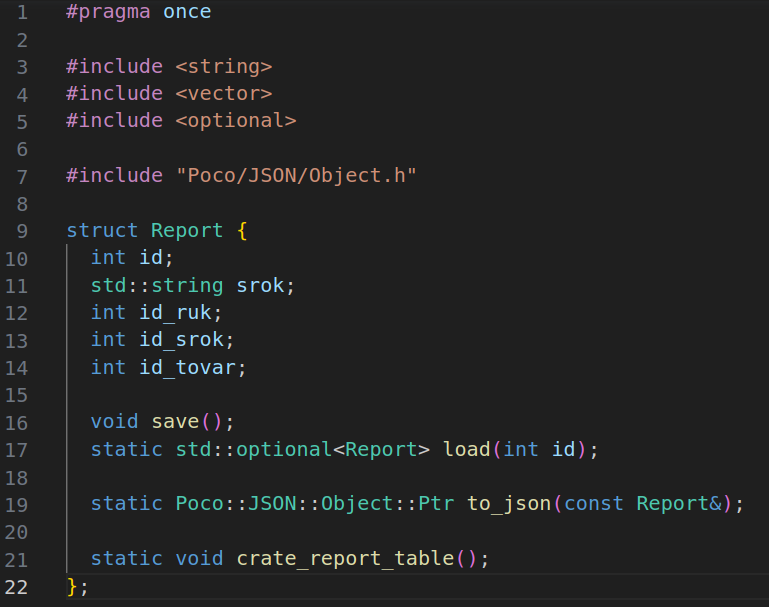 1 #pragma once
2
3 #include <string>
4 #include <vector>
5 #include <optional>
6
7 #include "Poco/JSON/Object.h"
8
9 struct Report {
10 int id;
11 std::string srok;
12 int id_ruk;
13 int id_srok;
14 int id_tovar;
15
16 void save();
17 static std::optional<Report> load(int id);
18
19 static Poco::JSON::Object::Ptr to_json(const Report&);
20
21 static void crate_report_table();
22 };